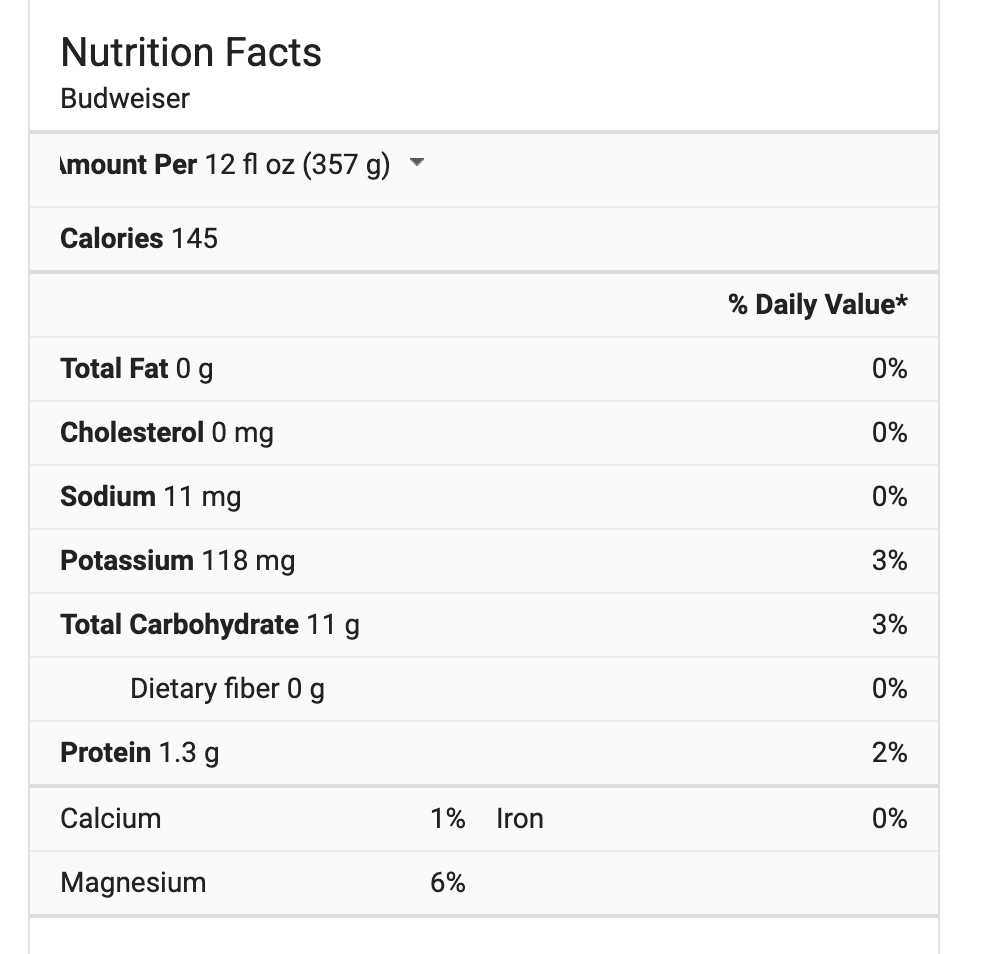 Nutrition Facts
Budweiser
Amount Per 12 fl oz (357 g)
Calories 145
% Daily Value*
Total Fat 0 g 0%
Cholesterol 0 mg 0%
Sodium 11 mg 0%
Potassium 118 mg 3%
Total Carbohydrate 11 g 3%
Dietary fiber 0 g 0%
Protein 1.3 g 2%
Calcium 1% Iron 0%
Magnesium 6%